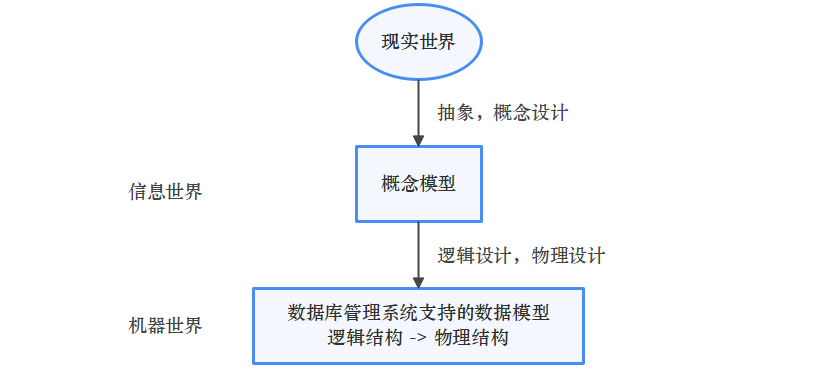 现实世界
抽象，概念设计
信息世界
概念模型
逻辑设计，物理设计
机器世界
数据库管理系统支持的数据模型
逻辑结构 -> 物理结构